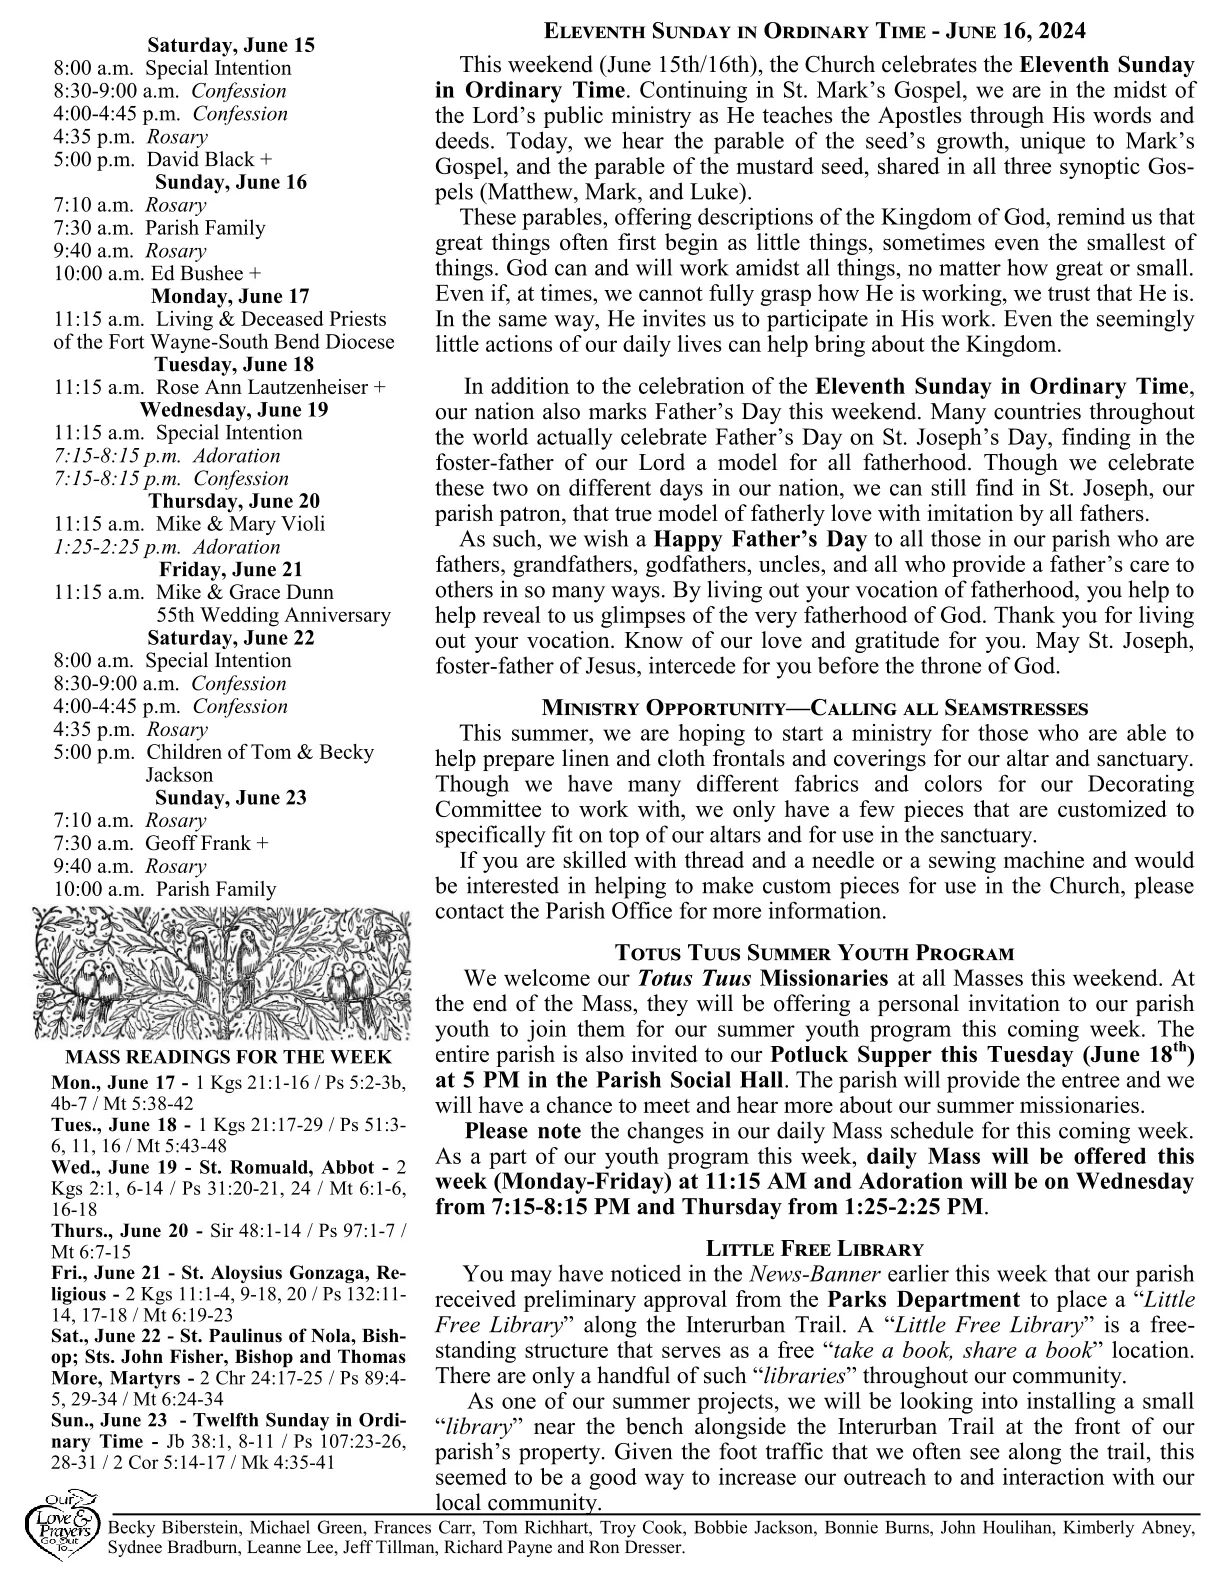 Saturday, June 15
8:00 a.m.  Special Intention
8:30-9:00 a.m.  Confession
4:00-4:45 p.m.  Confession
4:35 p.m.  Rosary
5:00 p.m.  David Black +
Sunday, June 16
7:10 a.m.  Rosary
7:30 a.m.  Parish Family
9:40 a.m.  Rosary
10:00 a.m. Ed Bushee +
Monday, June 17
11:15 a.m.  Living & Deceased Priests
of the Fort Wayne-South Bend Diocese
Tuesday, June 18
11:15 a.m.  Rose Ann Lautzenheiser +
Wednesday, June 19
11:15 a.m.  Special Intention
7:15-8:15 p.m.  Adoration
7:15-8:15 p.m.  Confession
Thursday, June 20
11:15 a.m.  Mike & Mary Violi
1:25-2:25 p.m.  Adoration
Friday, June 21
11:15 a.m.  Mike & Grace Dunn
55th Wedding Anniversary
Saturday, June 22
8:00 a.m.  Special Intention
8:30-9:00 a.m.  Confession
4:00-4:45 p.m.  Confession
4:35 p.m.  Rosary
5:00 p.m.  Children of Tom & Becky
Jackson
Sunday, June 23
7:10 a.m.  Rosary
7:30 a.m.  Geoff Frank +
9:40 a.m.  Rosary
10:00 a.m.  Parish Family
MASS READINGS FOR THE WEEK
Mon., June 17 - 1 Kgs 21:1-16 / Ps 5:2-3b,
4b-7 / Mt 5:38-42
Tues., June 18 - 1 Kgs 21:17-29 / Ps 51:3-
6, 11, 16 / Mt 5:43-48
Wed., June 19 - St. Romuald, Abbot - 2
Kgs 2:1, 6-14 / Ps 31:20-21, 24 / Mt 6:1-6,
16-18
Thurs., June 20 - Sir 48:1-14 / Ps 97:1-7 /
Mt 6:7-15
Fri., June 21 - St. Aloysius Gonzaga, Re-
ligious - 2 Kgs 11:1-4, 9-18, 20 / Ps 132:11-
14, 17-18 / Mt 6:19-23
Sat., June 22 - St. Paulinus of Nola, Bish-
op; Sts. John Fisher, Bishop and Thomas
More, Martyrs - 2 Chr 24:17-25 / Ps 89:4-
5, 29-34 / Mt 6:24-34
Sun., June 23  - Twelfth Sunday in Ordi-
nary Time - Jb 38:1, 8-11 / Ps 107:23-26,
28-31 / 2 Cor 5:14-17 / Mk 4:35-41
Eleventh Sunday in Ordinary Time - June 16, 2024
This weekend (June 15th/16th), the Church celebrates the Eleventh Sunday
in Ordinary Time. Continuing in St. Mark's Gospel, we are in the midst of
the Lord's public ministry as He teaches the Apostles through His words and
deeds. Today, we hear the parable of the seed's growth, unique to Mark's
Gospel, and the parable of the mustard seed, shared in all three synoptic Gos-
pels (Matthew, Mark, and Luke).
These parables, offering descriptions of the Kingdom of God, remind us that
great things often first begin as little things, sometimes even the smallest of
things. God can and will work amidst all things, no matter how great or small.
Even if, at times, we cannot fully grasp how He is working, we trust that He is.
In the same way, He invites us to participate in His work. Even the seemingly
little actions of our daily lives can help bring about the Kingdom.
In addition to the celebration of the Eleventh Sunday in Ordinary Time,
our nation also marks Father's Day this weekend. Many countries throughout
the world actually celebrate Father's Day on St. Joseph's Day, finding in the
foster-father of our Lord a model for all fatherhood. Though we celebrate
these two on different days in our nation, we can still find in St. Joseph, our
parish patron, that true model of fatherly love with imitation by all fathers.
As such, we wish a Happy Father's Day to all those in our parish who are
fathers, grandfathers, godfathers, uncles, and all who provide a father's care to
others in so many ways. By living out your vocation of fatherhood, you help to
help reveal to us glimpses of the very fatherhood of God. Thank you for living
out your vocation. Know of our love and gratitude for you. May St. Joseph,
foster-father of Jesus, intercede for you before the throne of God.
Ministry Opportunity—Calling all Seamstresses
This summer, we are hoping to start a ministry for those who are able to
help prepare linen and cloth frontals and coverings for our altar and sanctuary.
Though we have many different fabrics and colors for our Decorating
Committee to work with, we only have a few pieces that are customized to
specifically fit on top of our altars and for use in the sanctuary.
If you are skilled with thread and a needle or a sewing machine and would
be interested in helping to make custom pieces for use in the Church, please
contact the Parish Office for more information.
Totus Tuus Summer Youth Program
We welcome our Totus Tuus Missionaries at all Masses this weekend. At
the end of the Mass, they will be offering a personal invitation to our parish
youth to join them for our summer youth program this coming week. The
entire parish is also invited to our Potluck Supper this Tuesday (June 18th)
at 5 PM in the Parish Social Hall. The parish will provide the entree and we
will have a chance to meet and hear more about our summer missionaries.
Please note the changes in our daily Mass schedule for this coming week.
As a part of our youth program this week, daily Mass will be offered this
week (Monday-Friday) at 11:15 AM and Adoration will be on Wednesday
from 7:15-8:15 PM and Thursday from 1:25-2:25 PM.
Little Free Library
You may have noticed in the News-Banner earlier this week that our parish
received preliminary approval from the Parks Department to place a “Little
Free Library” along the Interurban Trail. A “Little Free Library” is a free-
standing structure that serves as a free “take a book, share a book” location.
There are only a handful of such “libraries” throughout our community.
As one of our summer projects, we will be looking into installing a small
“library” near the bench alongside the Interurban Trail at the front of our
parish's property. Given the foot traffic that we often see along the trail, this
seemed to be a good way to increase our outreach to and interaction with our
local community.
Our
Love &
Prayers
Go Out
To...
Becky Biberstein, Michael Green, Frances Carr, Tom Richhart, Troy Cook, Bobbie Jackson, Bonnie Burns, John Houlihan, Kimberly Abney,
Sydnee Bradburn, Leanne Lee, Jeff Tillman, Richard Payne and Ron Dresser.